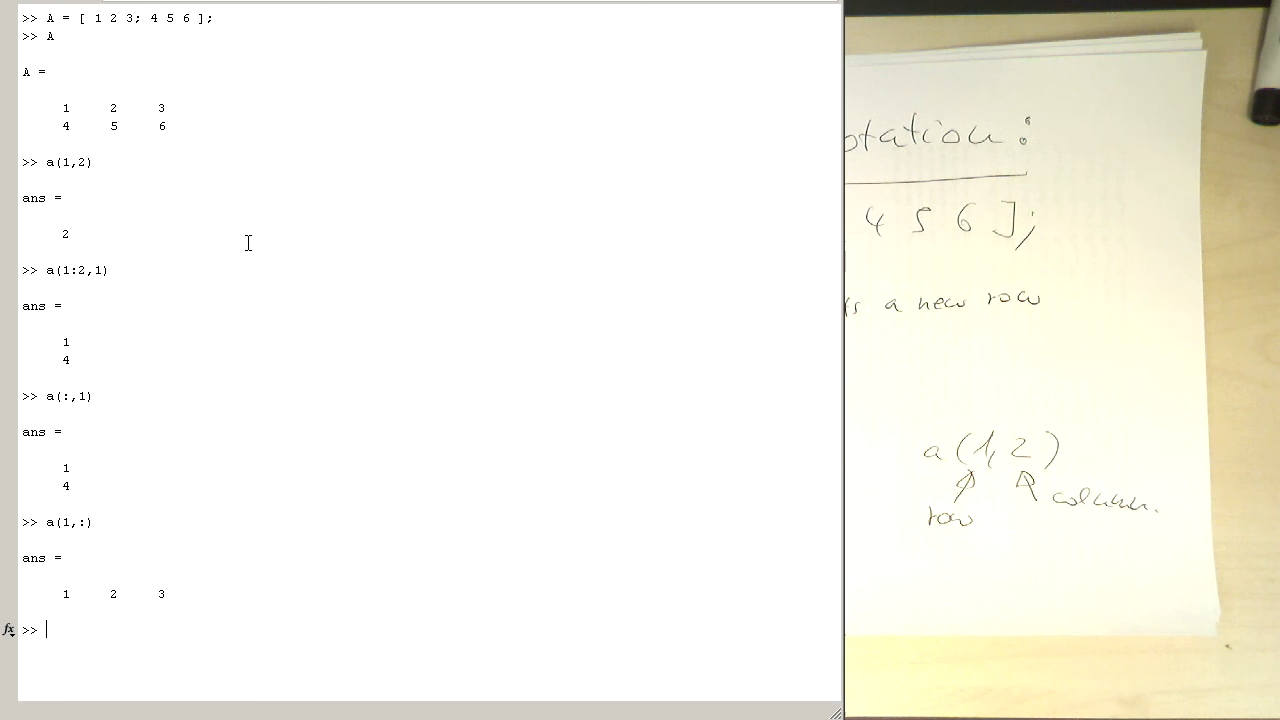 >> A = [ 1 2 3; 4 5 6 ];
>> A
A =
1 2 3
4 5 6
>> a(1,2)
ans =
2
>> a(1:2,1)
ans =
1
4
>> a(:,1)
ans =
1
4
>> a(1,:)
ans =
1 2 3
fx >>
otation:
4 5 6 ];
a new row
a (1, 2)
row
column.